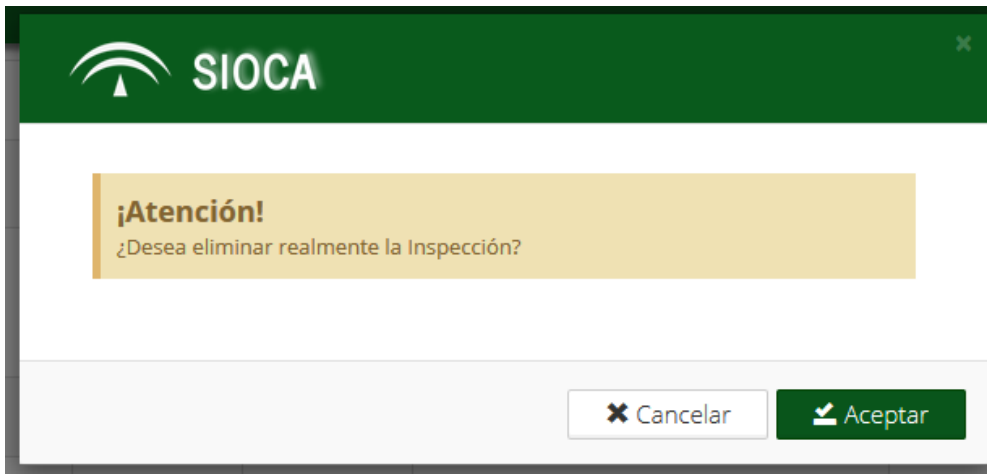 SIOCA
¡Atención!
¿Desea eliminar realmente la Inspección?
Cancelar
Aceptar